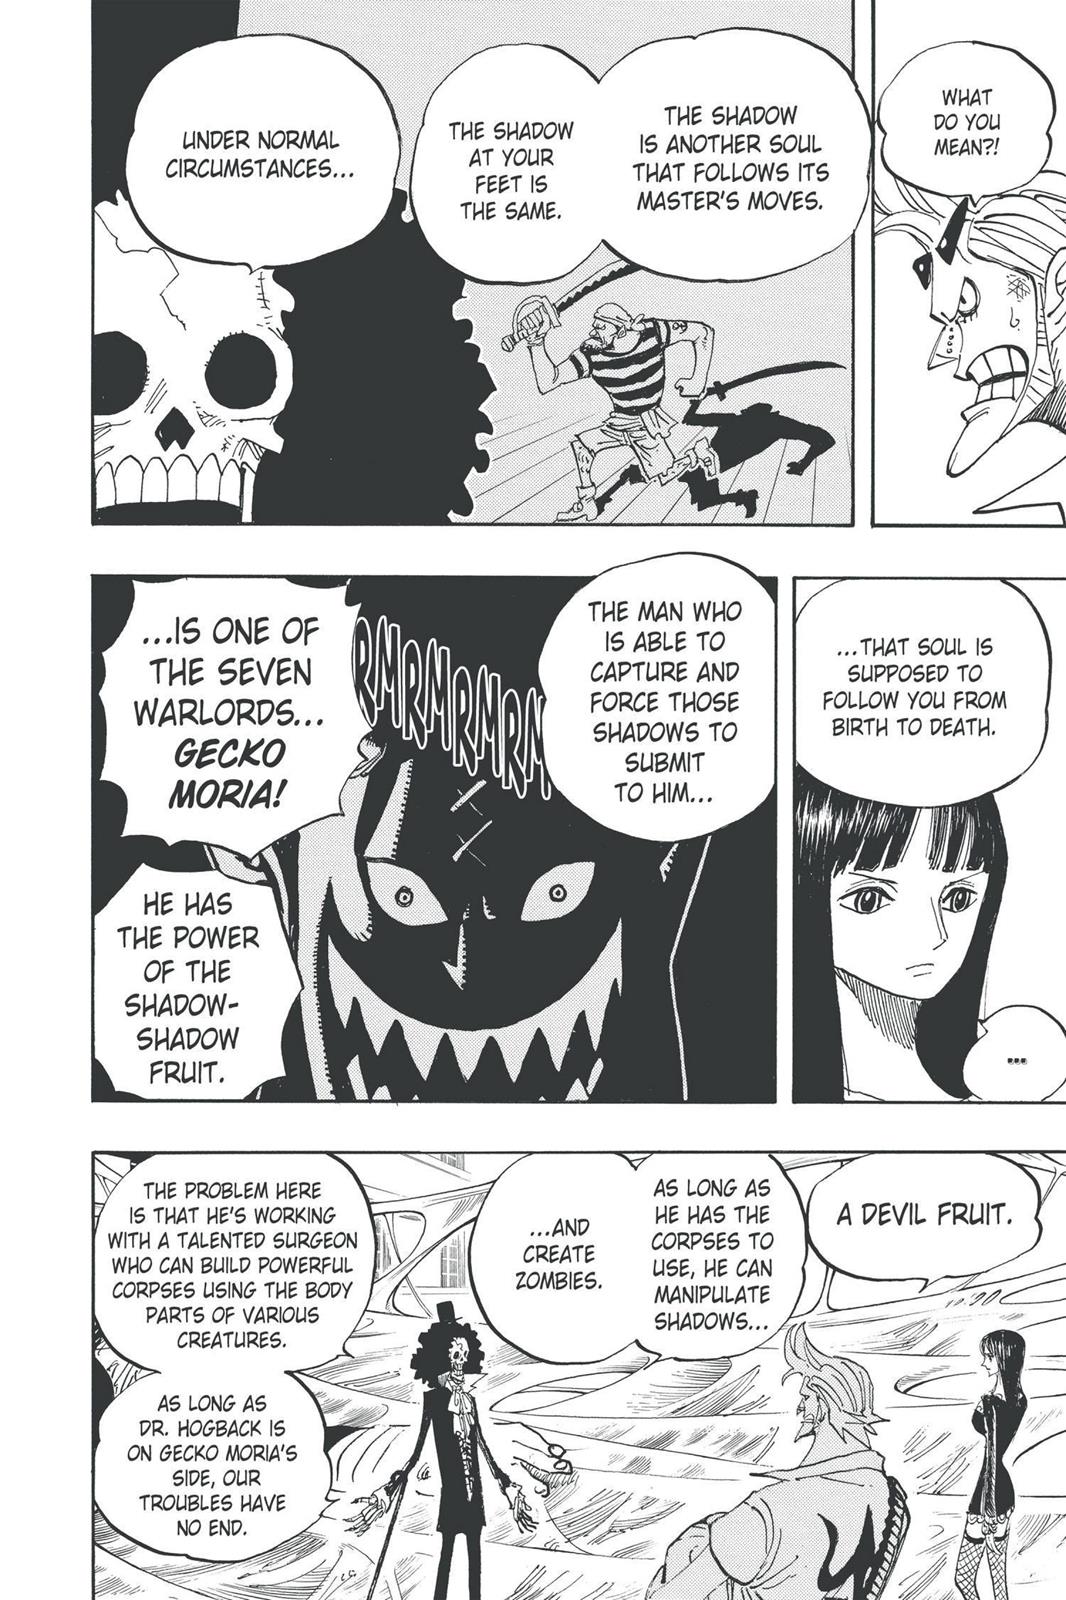 WHAT
DO YOU
MEAN?!
THE SHADOW
IS ANOTHER SOUL
THAT FOLLOWS ITS
MASTER'S MOVES.
THE SHADOW
AT YOUR
FEET IS
THE SAME.
UNDER NORMAL
CIRCUMSTANCES...
...THAT SOUL IS
SUPPOSED TO
FOLLOW YOU FROM
BIRTH TO DEATH.
...
THE MAN WHO
IS ABLE TO
CAPTURE AND
FORCE THOSE
SHADOWS TO
SUBMIT
TO HIM...
RMRMRMRM
...IS ONE OF
THE SEVEN
WARLORDS...
GECKO
MORIA!
HE HAS
THE POWER
OF THE
SHADOW-
SHADOW
FRUIT.
A DEVIL FRUIT.
AS LONG AS
HE HAS THE
CORPSES TO
USE, HE CAN
MANIPULATE
SHADOWS...
...AND
CREATE
ZOMBIES.
THE PROBLEM HERE
IS THAT HE'S WORKING
WITH A TALENTED SURGEON
WHO CAN BUILD POWERFUL
CORPSES USING THE BODY
PARTS OF VARIOUS
CREATURES.
AS LONG AS
DR. HOGBACK IS
ON GECKO MORIA'S
SIDE, OUR
TROUBLES HAVE
NO END.